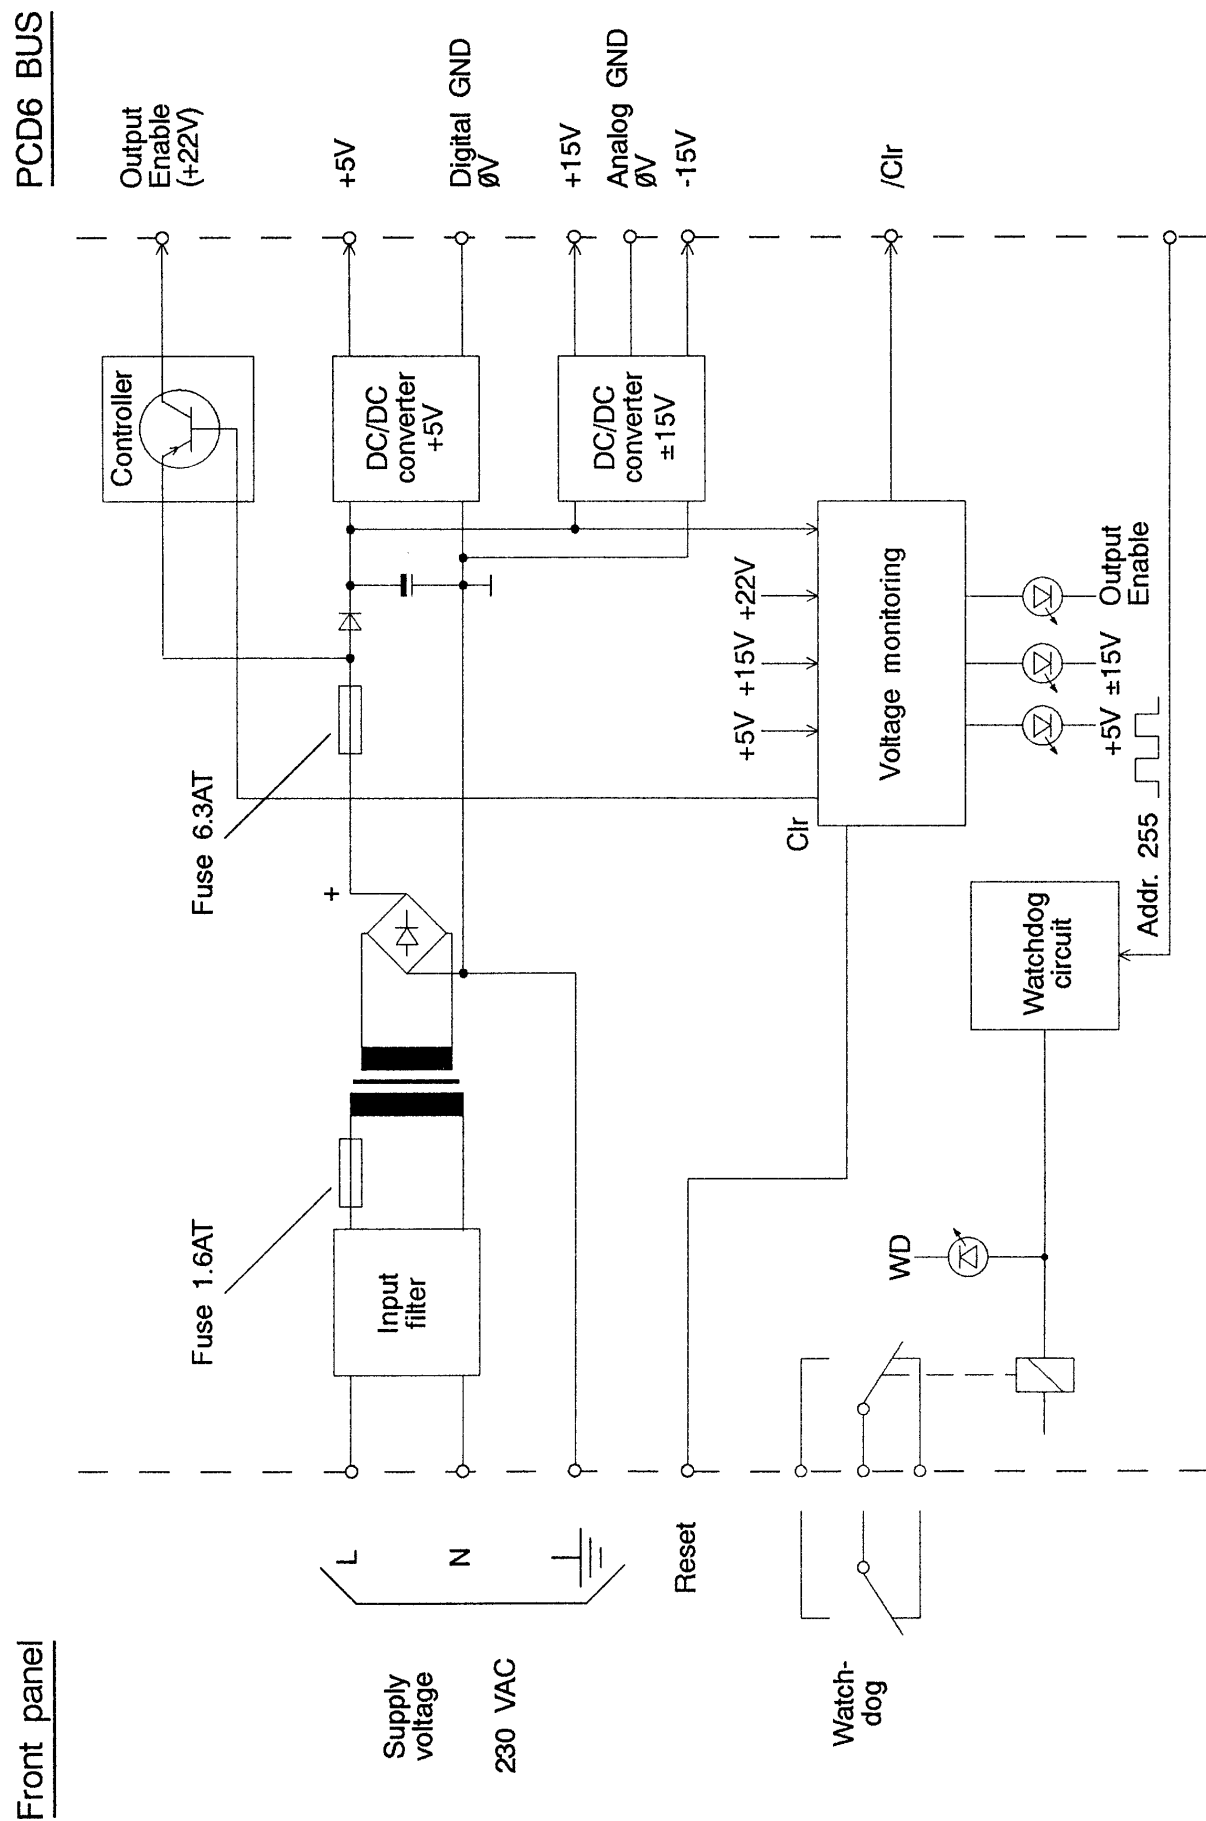 Front panel
PCD6 BUS
Output
Enable
(+22V)
Controller
Fuse 1.6AT
Fuse 6.3AT
+
Supply
voltage
230 VAC
L
N
Input
filter
DC/DC
converter
+5V
+5V
Digital GND
ØV
DC/DC
converter
±15V
+15V
Analog GND
ØV
-15V
Reset
Clr
+5V
+15V
+22V
Voltage monitoring
/Clr
+5V
±15V
Output
Enable
Watch-
dog
WD
Watchdog
circuit
Addr. 255